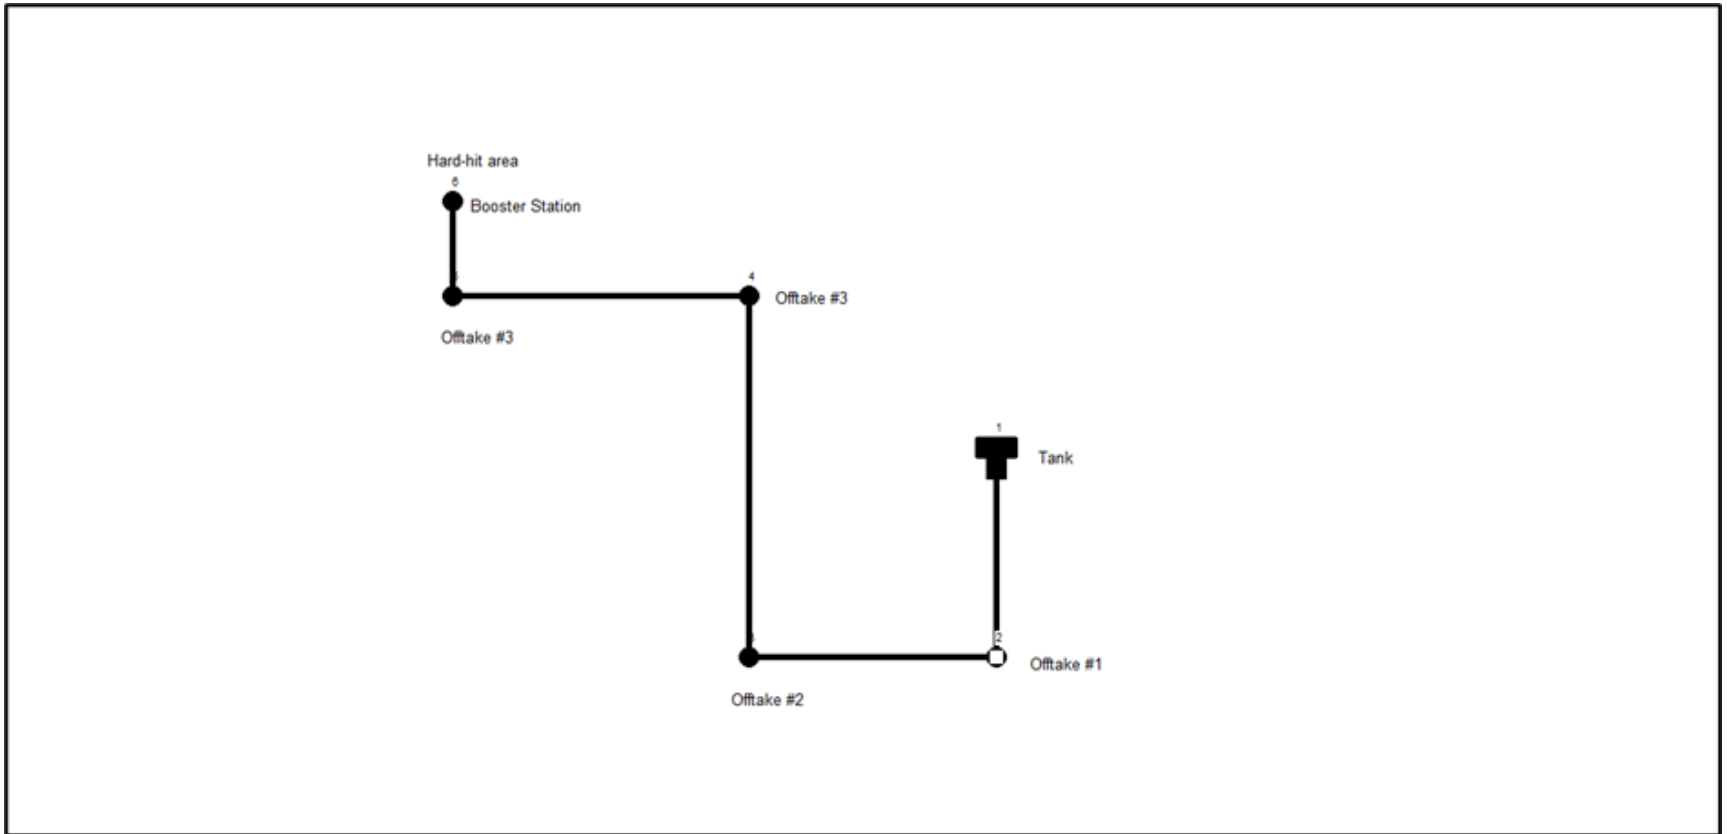 Hard-hit area
6
Booster Station
4
Offtake #3
Offtake #3
1
Tank
2
Offtake #1
Offtake #2